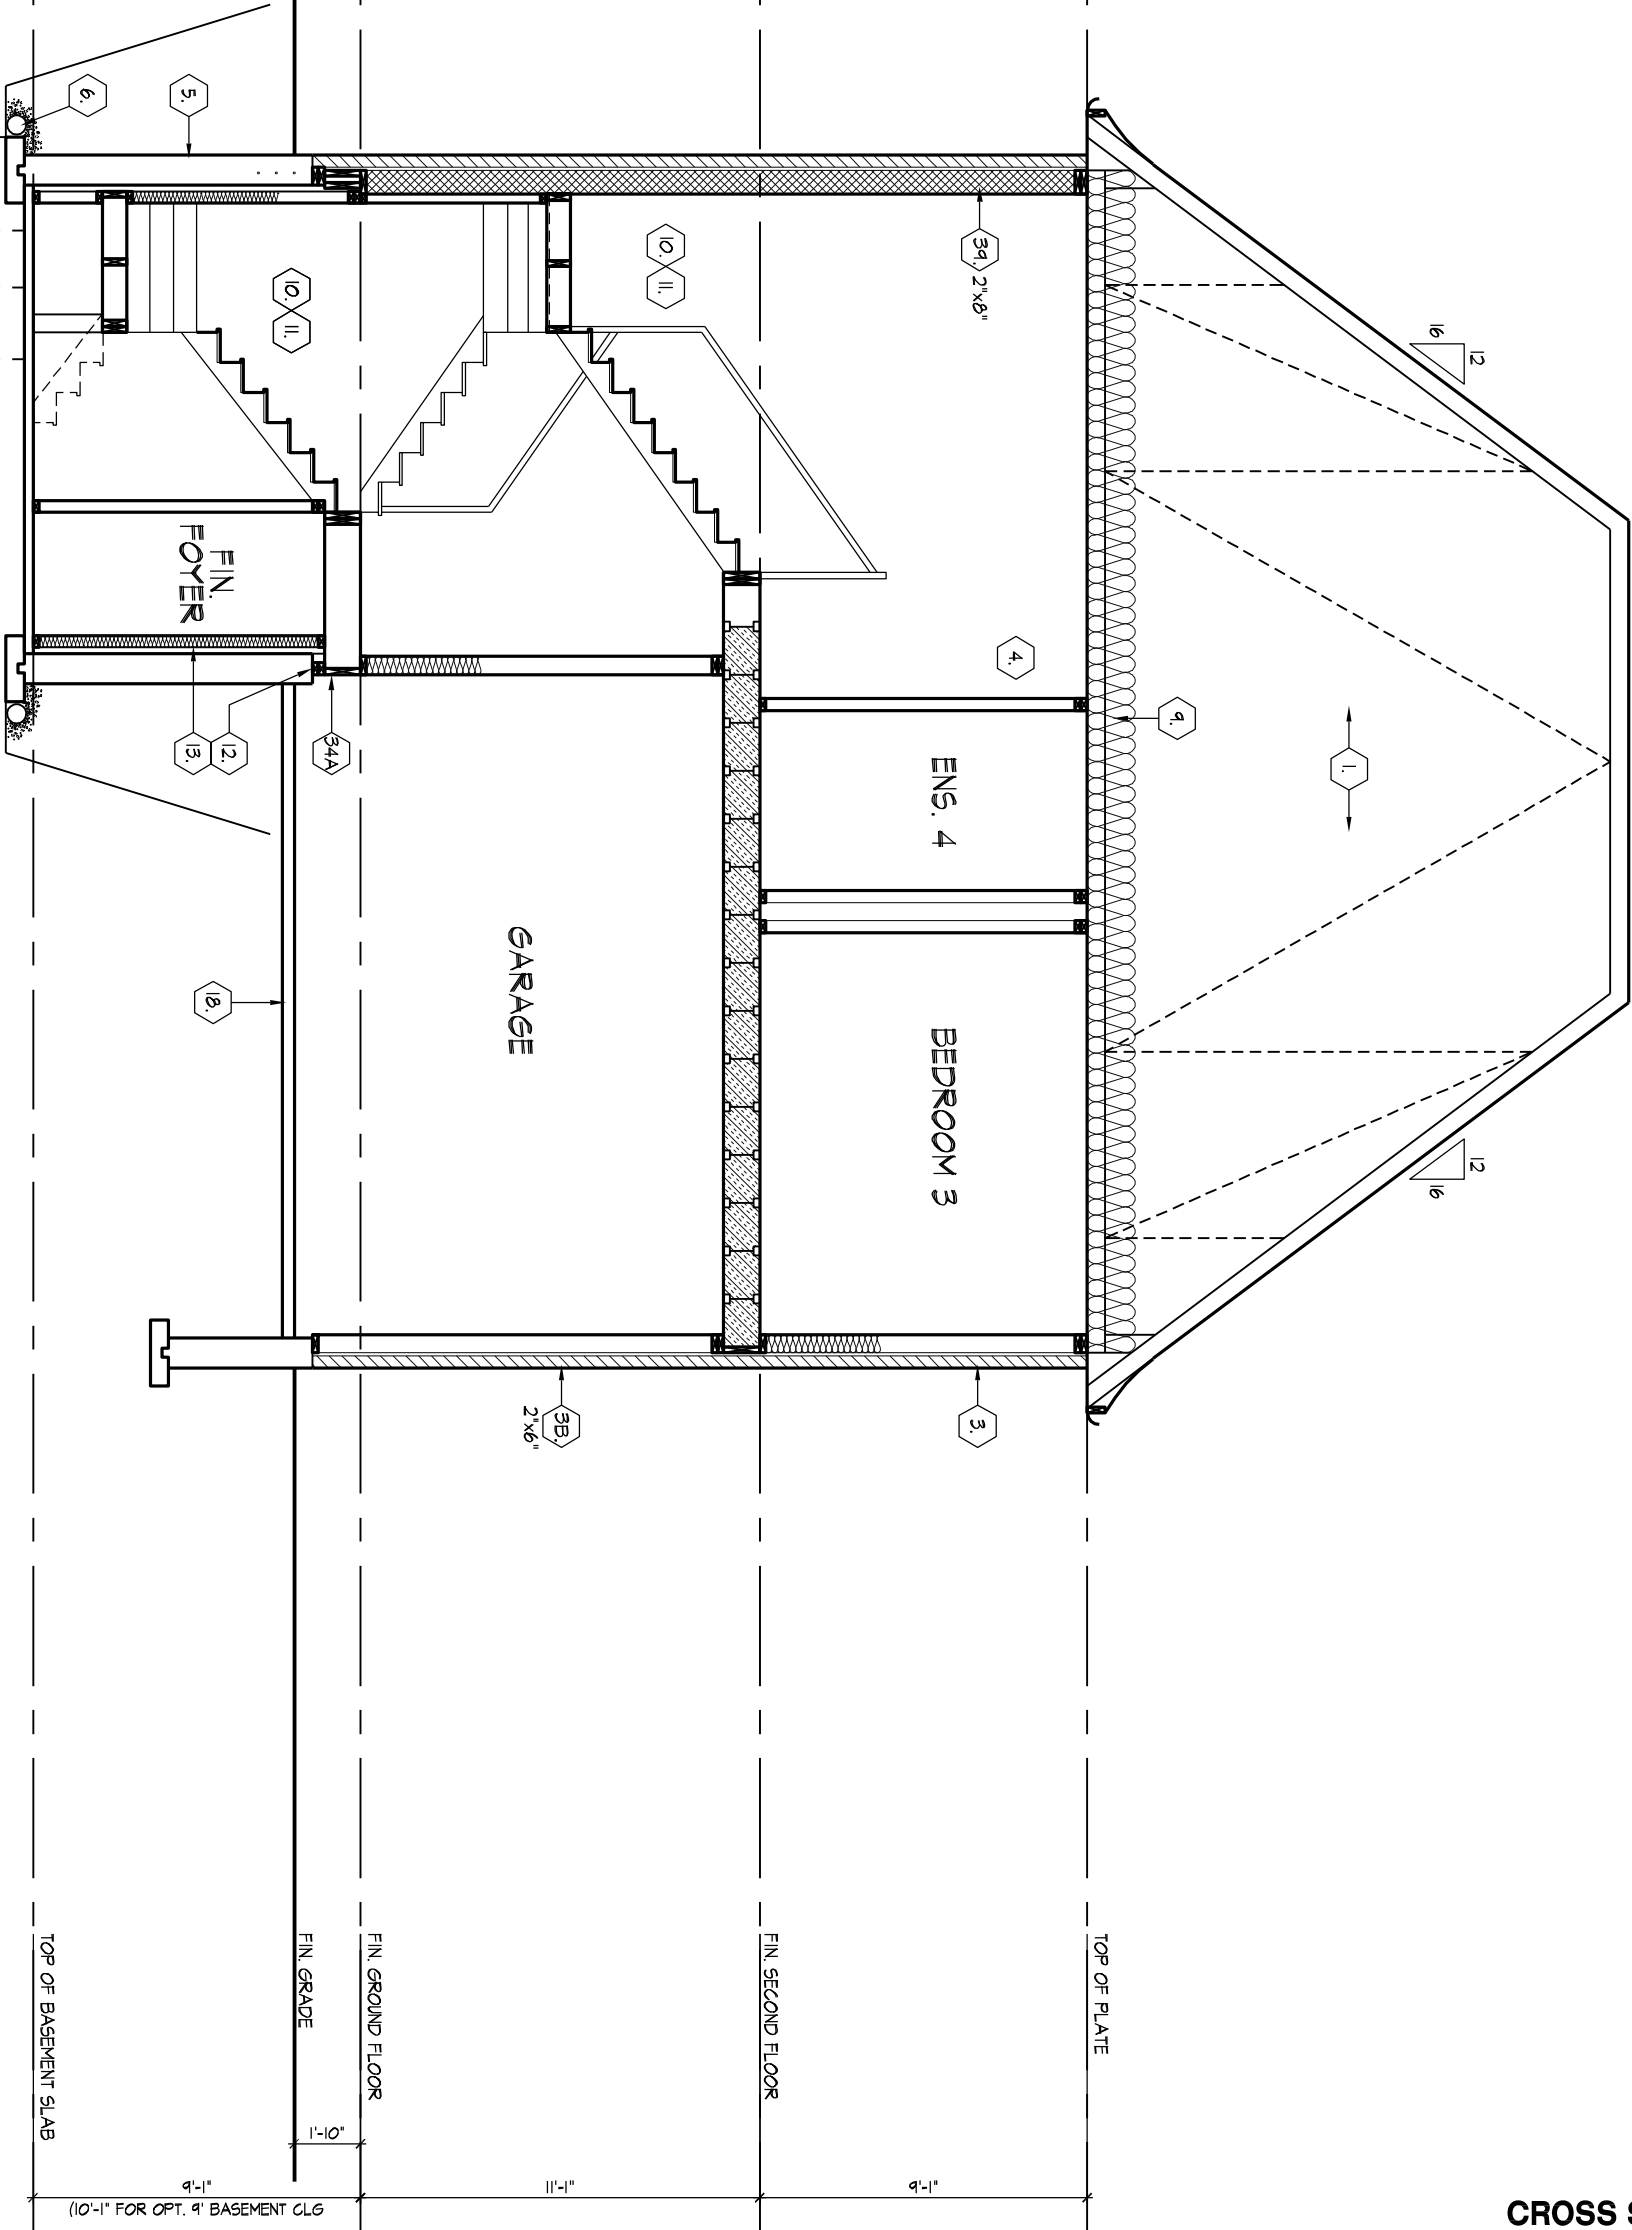 16
12
12
16
1.
9.
39.
2"x8"
4.
3.
10.
11.
ENS. 4
BEDROOM 3
TOP OF PLATE
9'-1"
FIN. SECOND FLOOR
GARAGE
3B.
2"x6"
10.
11.
11'-1"
FIN. GROUND FLOOR
34A
1'-10"
FIN. GRADE
FIN.
FOYER
12.
13.
18.
5.
6.
9'-1"
(10'-1" FOR OPT. 9' BASEMENT CLG
TOP OF BASEMENT SLAB
CROSS S